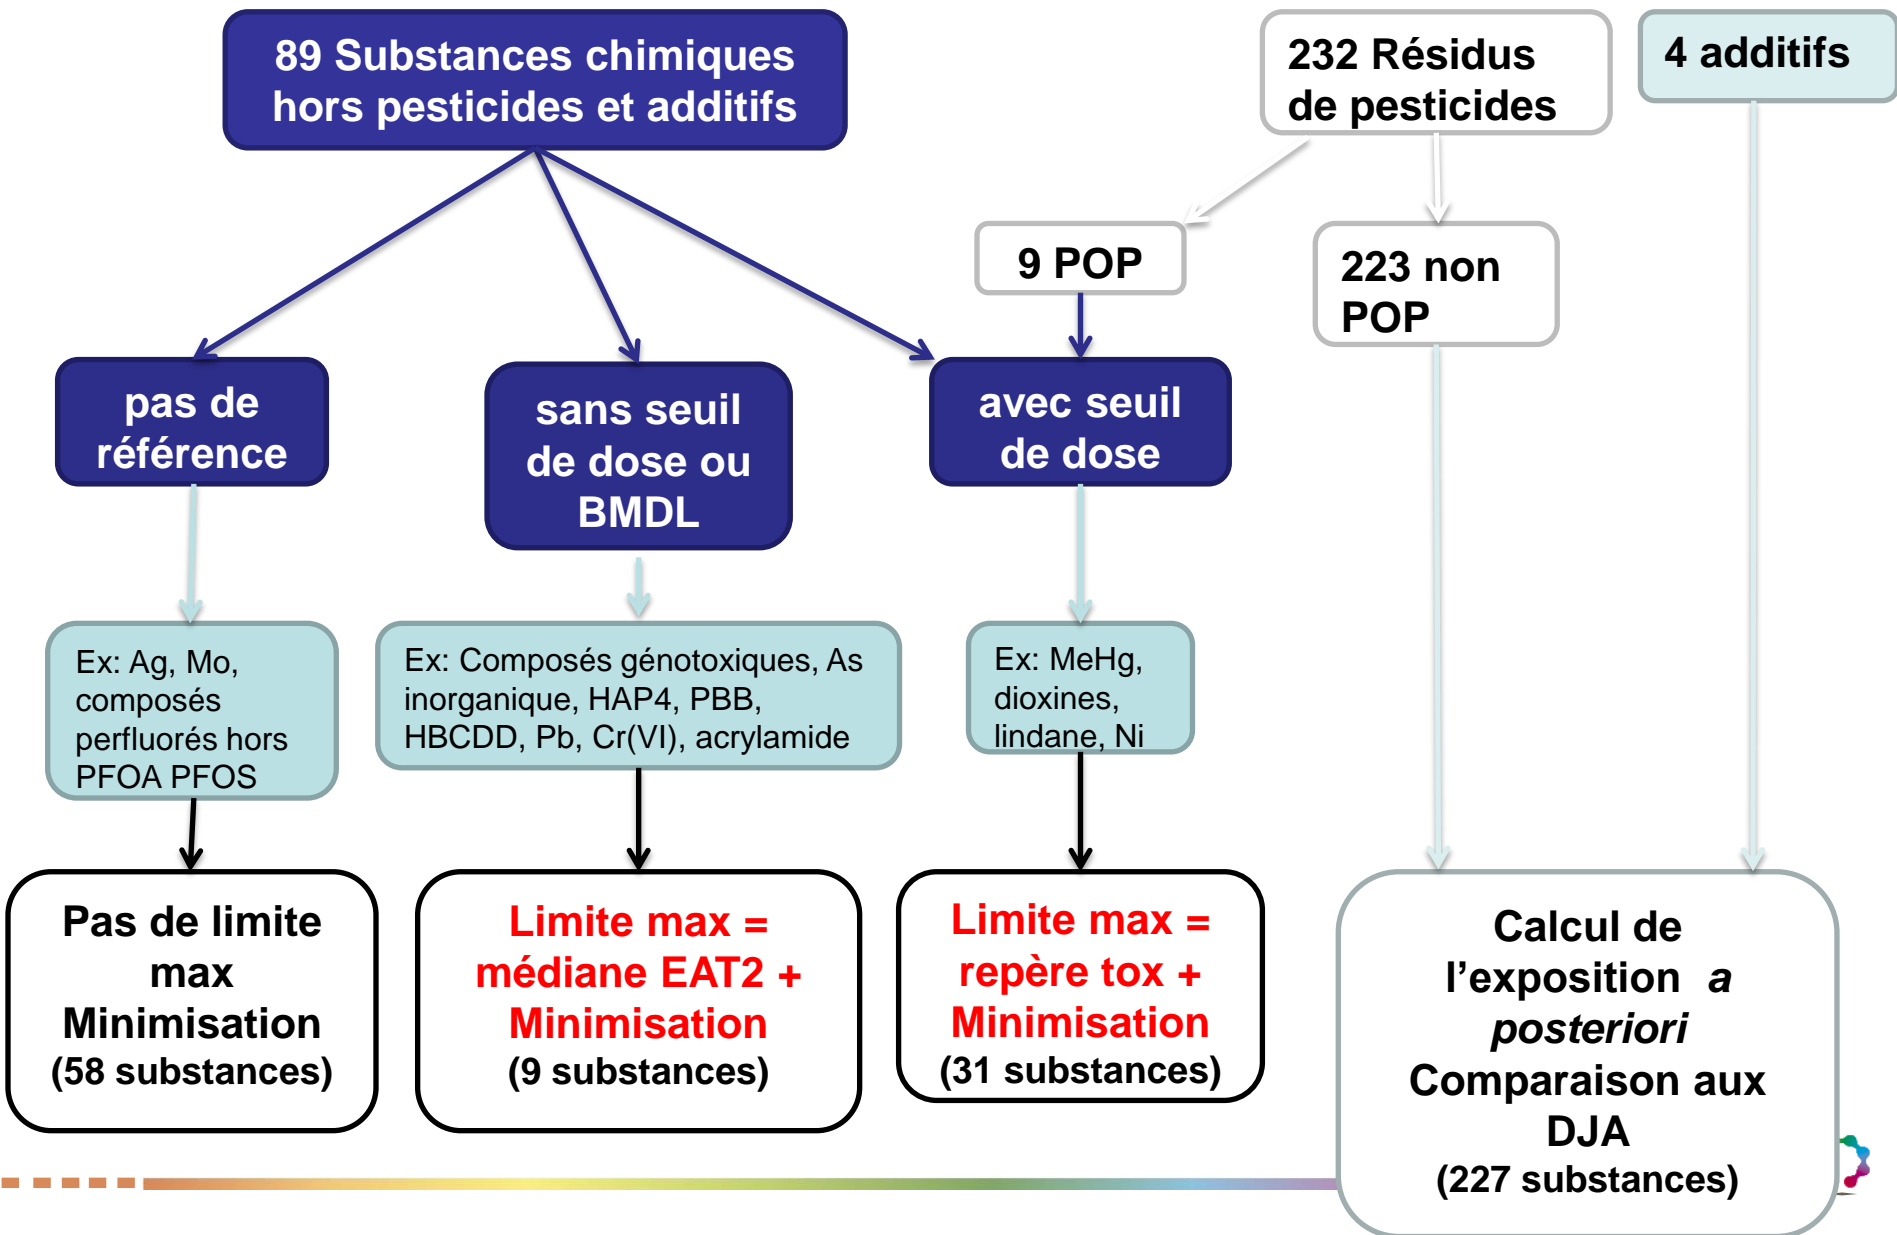 89 Substances chimiques
hors pesticides et additifs
232 Résidus
de pesticides
4 additifs
9 POP
223 non
POP
pas de
référence
sans seuil
de dose ou
BMDL
avec seuil
de dose
Ex: Ag, Mo,
composés
perfluorés hors
PFOA PFOS
Ex: Composés génotoxiques, As
inorganique, HAP4, PBB,
HBCDD, Pb, Cr(VI), acrylamide
Ex: MeHg,
dioxines,
lindane, Ni
Pas de limite
max
Minimisation
(58 substances)
Limite max =
médiane EAT2 +
Minimisation
(9 substances)
Limite max =
repère tox +
Minimisation
(31 substances)
Calcul de
l’exposition a
posteriori
Comparaison aux
DJA
(227 substances)